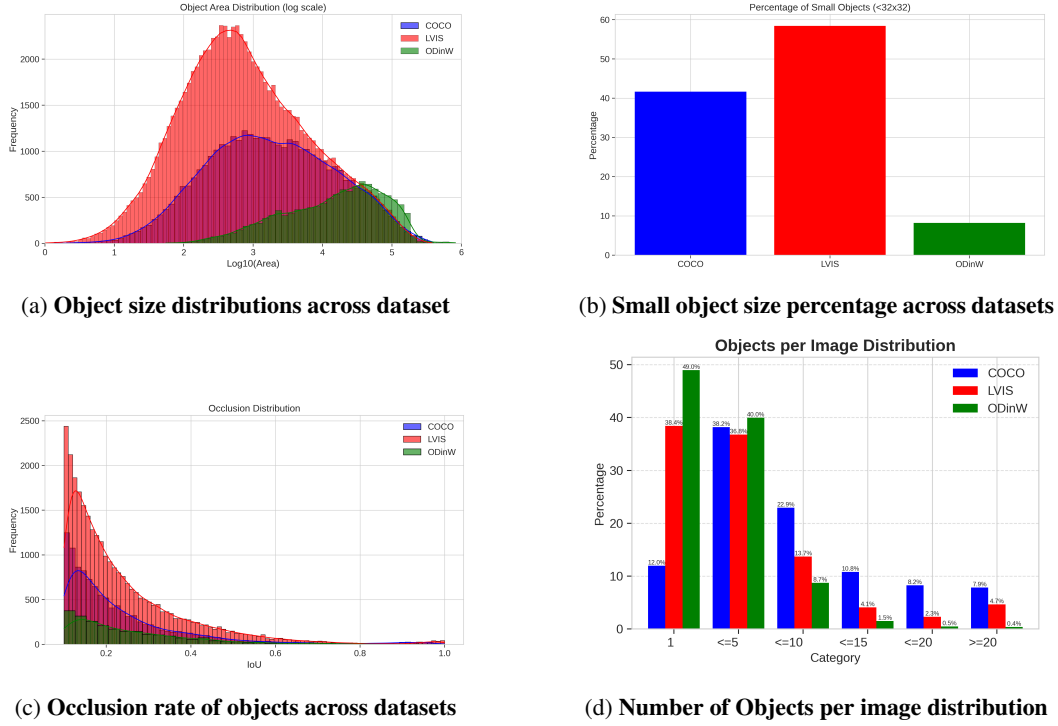 Object Area Distribution (log scale)
COCO
LVIS
ODinW
2000
1500
1000
500
0
Frequency
0 1 2 3 4 5 6
Log10(Area)
(a) Object size distributions across dataset
Percentage of Small Objects (<32x32)
60
50
40
30
20
10
0
Percentage
COCO LVIS ODinW
(b) Small object size percentage across datasets
Occlusion Distribution
COCO
LVIS
ODinW
2500
2000
1500
1000
500
0
Frequency
0.2 0.4 0.6 0.8 1.0
IoU
(c) Occlusion rate of objects across datasets
Objects per Image Distribution
COCO
LVIS
ODinW
50
40
30
20
10
0
Percentage
12.0% 38.4% 49.0%
38.2% 36.8% 40.0%
22.9% 13.7% 8.7%
10.8% 4.1% 1.5%
8.2% 2.3% 0.5%
7.9% 4.7% 0.4%
1 <=5 <=10 <=15 <=20 >=20
Category
(d) Number of Objects per image distribution